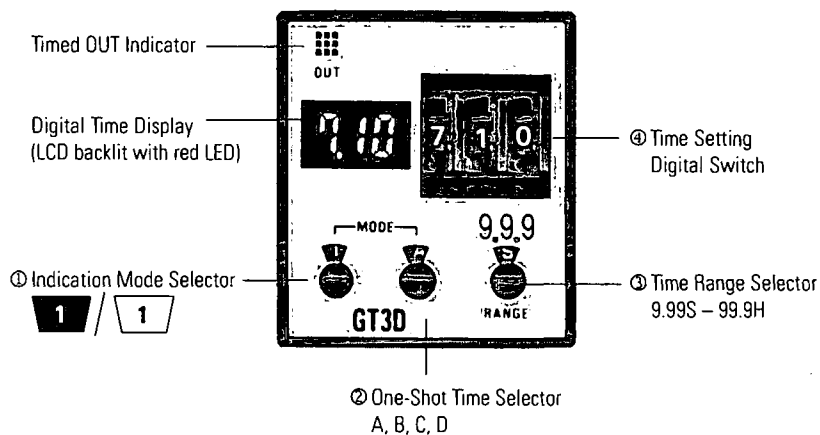 Timed OUT Indicator
OUT
Digital Time Display
(LCD backlit with red LED)
7.10
7 1 0
④ Time Setting
Digital Switch
MODE
9.9.9
① Indication Mode Selector
1 / 1
1
S
③ Time Range Selector
9.99S – 99.9H
GT3D
RANGE
② One-Shot Time Selector
A, B, C, D